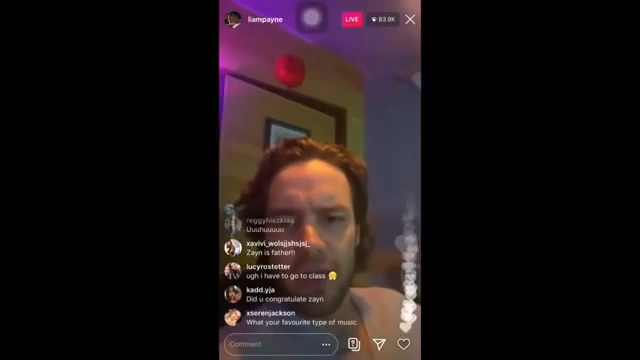 liampayne
LIVE
83.9K
Uuuhuuuuu
xavivi_wolsjjshsjsj_
Zayn is father!!
lucyrostetter
ugh i have to go to class 😤
kadd.yja
Did u congratulate zayn
xserenjackson
What your favourite type of music
Comment